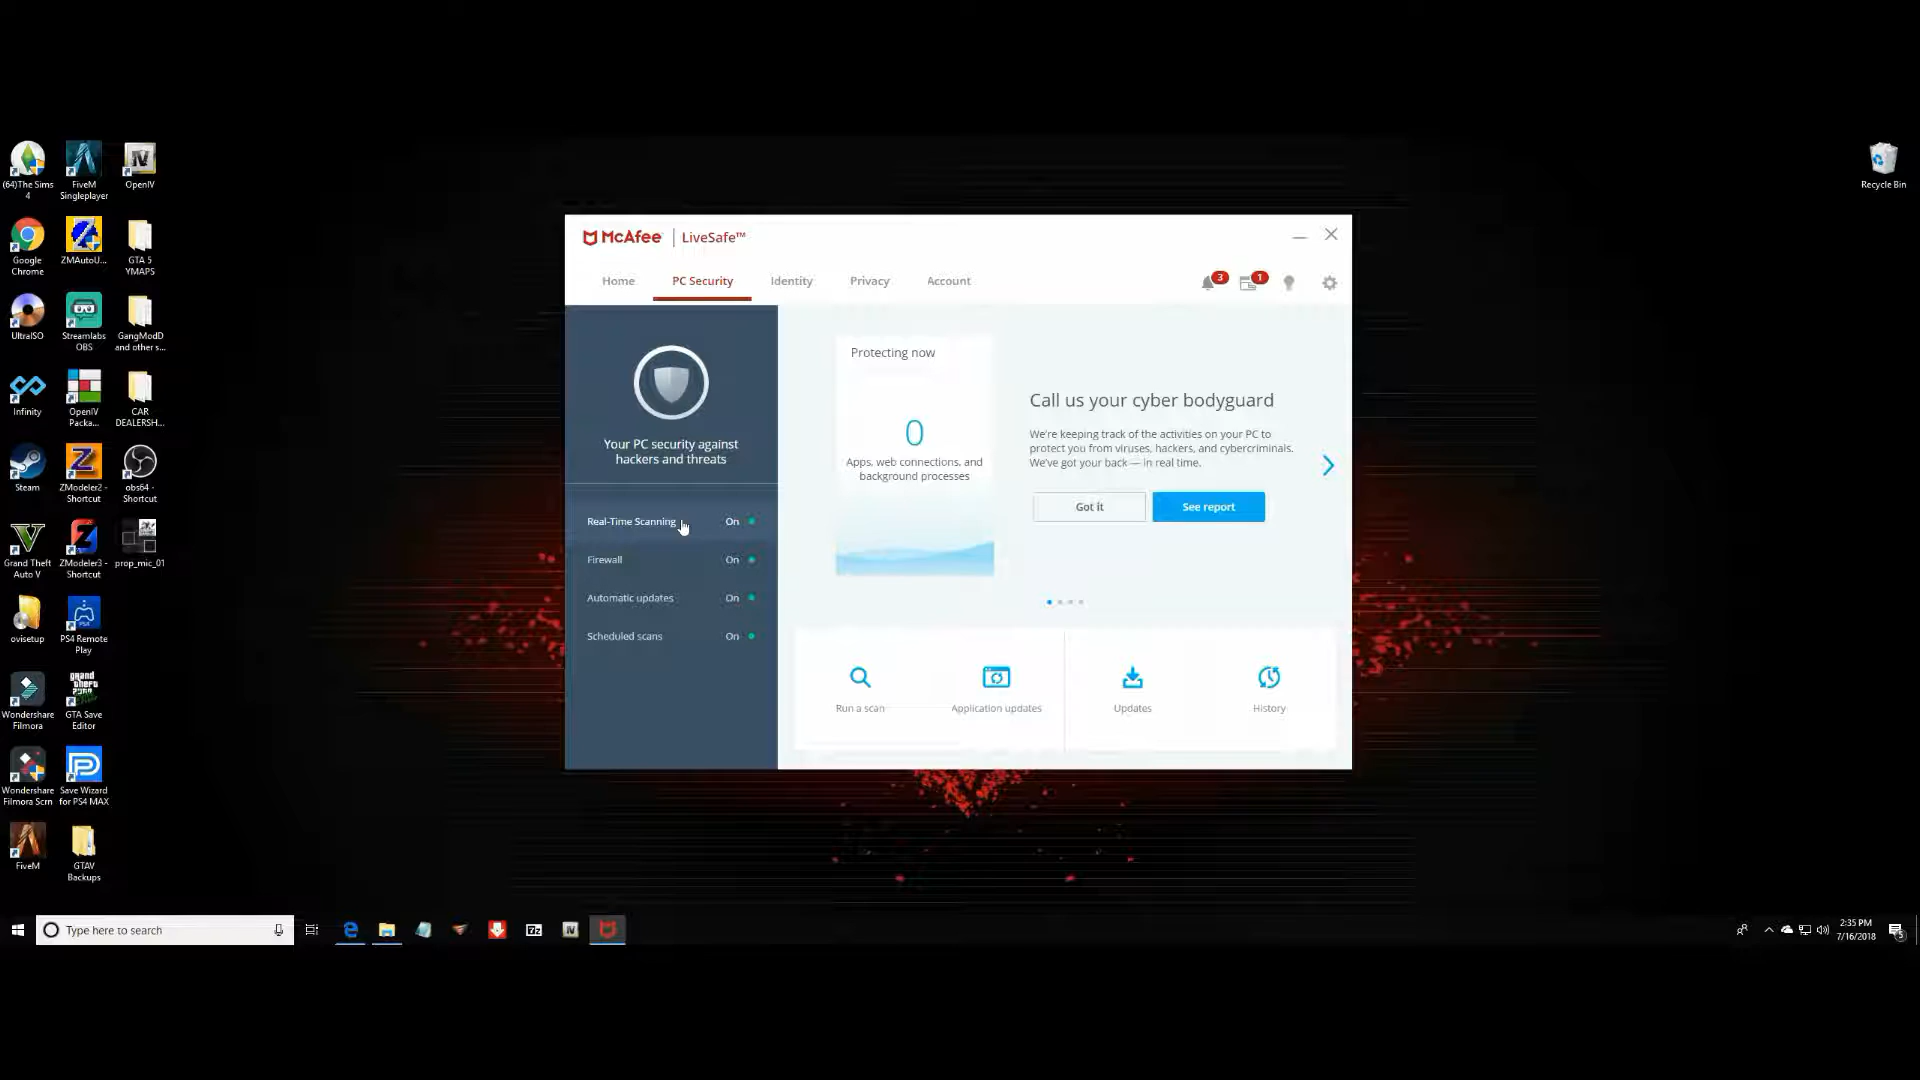 (64)The Sims
4
FiveM
Singleplayer
OpenIV
Google
Chrome
ZMAutoU...
GTA 5
YMAPS
UltraISO
Streamlabs
OBS
GangModD
and other s...
Infinity
OpenIV
Packa...
CAR
DEALERSH...
Steam
ZModeler2 -
Shortcut
obs64 -
Shortcut
Grand Theft
Auto V
ZModeler3 -
Shortcut
prop_mic_01
ovisetup
PS4 Remote
Play
Wondershare
Filmora
GTA Save
Editor
Wondershare
Filmora Scrn
Save Wizard
for PS4 MAX
FiveM
GTAV
Backups
Recycle Bin
McAfee LiveSafe™
Home PC Security Identity Privacy Account 3 1
Your PC security against
hackers and threats
Real-Time Scanning On
Firewall On
Automatic updates On
Scheduled scans On
Protecting now
0
Apps, web connections, and
background processes
Call us your cyber bodyguard
We're keeping track of the activities on your PC to
protect you from viruses, hackers, and cybercriminals.
We've got your back — in real time.
Got it See report
Run a scan Application updates Updates History
Type here to search
2:35 PM
7/16/2018
5